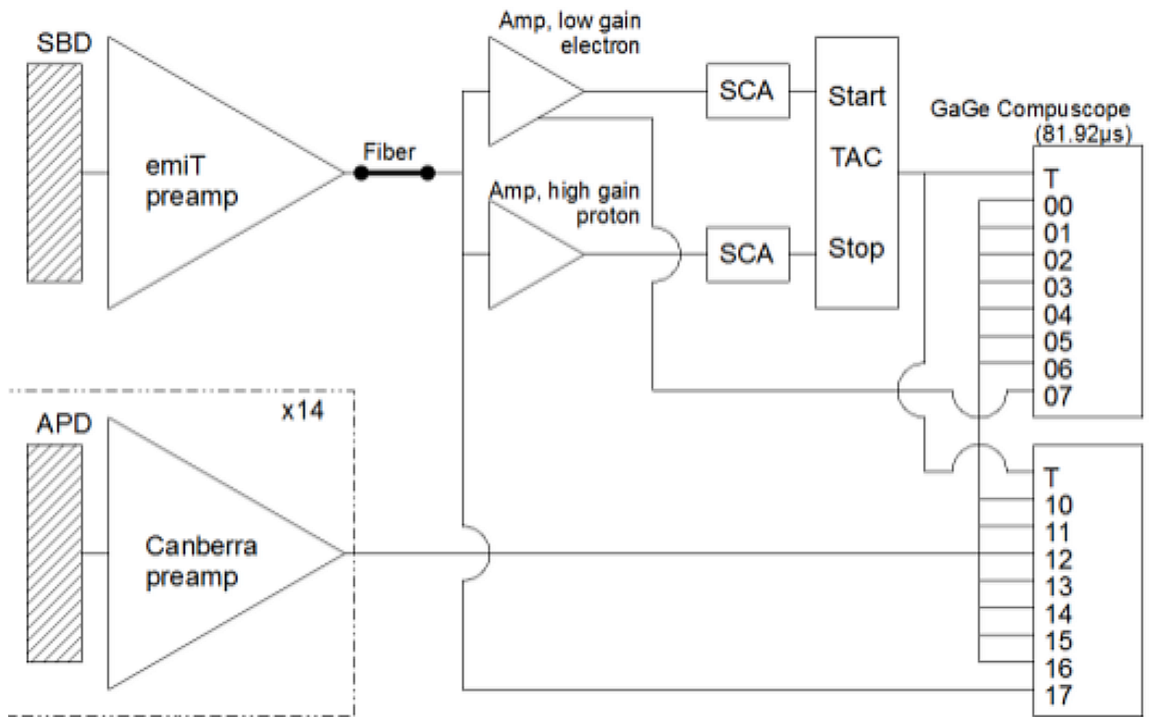 SBD
emiT
preamp
Fiber
Amp, low gain
electron
Amp, high gain
proton
SCA
SCA
Start
TAC
Stop
GaGe Compuscope
(81.92µs)
T
00
01
02
03
04
05
06
07
x14
APD
Canberra
preamp
T
10
11
12
13
14
15
16
17